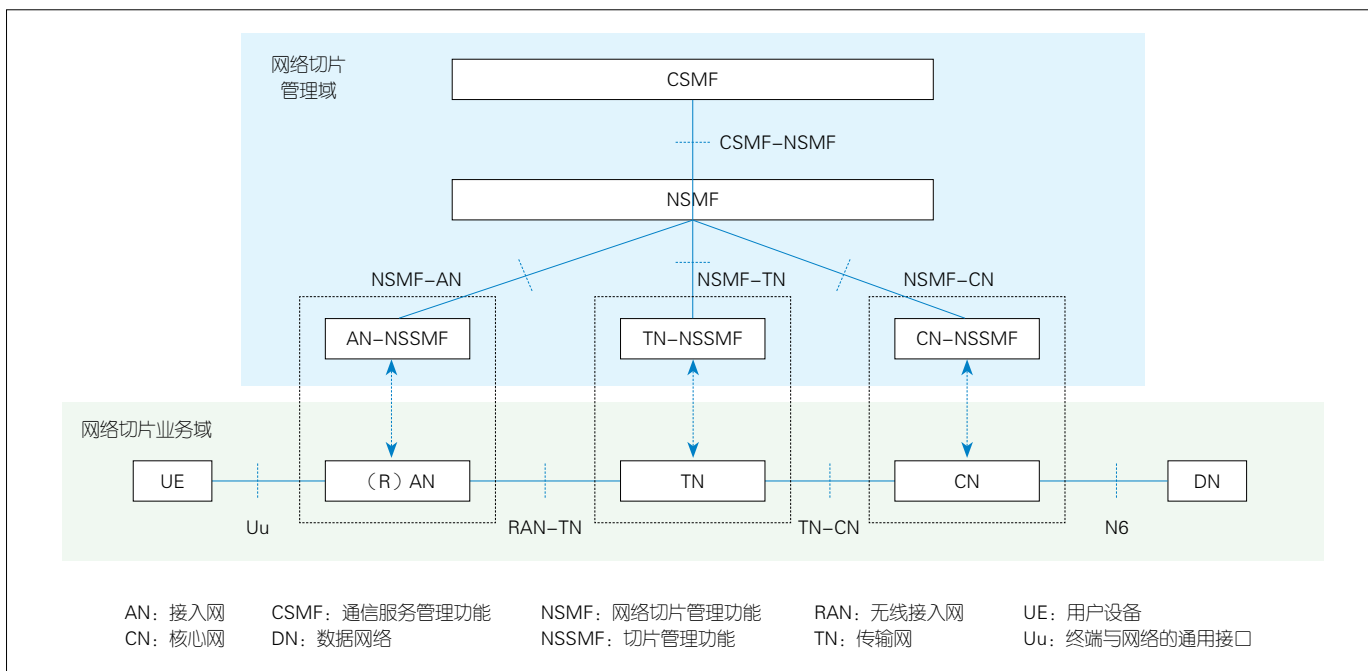 网络切片
管理域
CSMF
CSMF-NSMF
NSMF
NSMF-AN
NSMF-TN
NSMF-CN
AN-NSSMF
TN-NSSMF
CN-NSSMF
网络切片业务域
UE
（R）AN
TN
CN
DN
Uu
RAN-TN
TN-CN
N6
AN：接入网 CSMF：通信服务管理功能 NSMF：网络切片管理功能 RAN：无线接入网 UE：用户设备
CN：核心网 DN：数据网络 NSSMF：切片管理功能 TN：传输网 Uu：终端与网络的通用接口